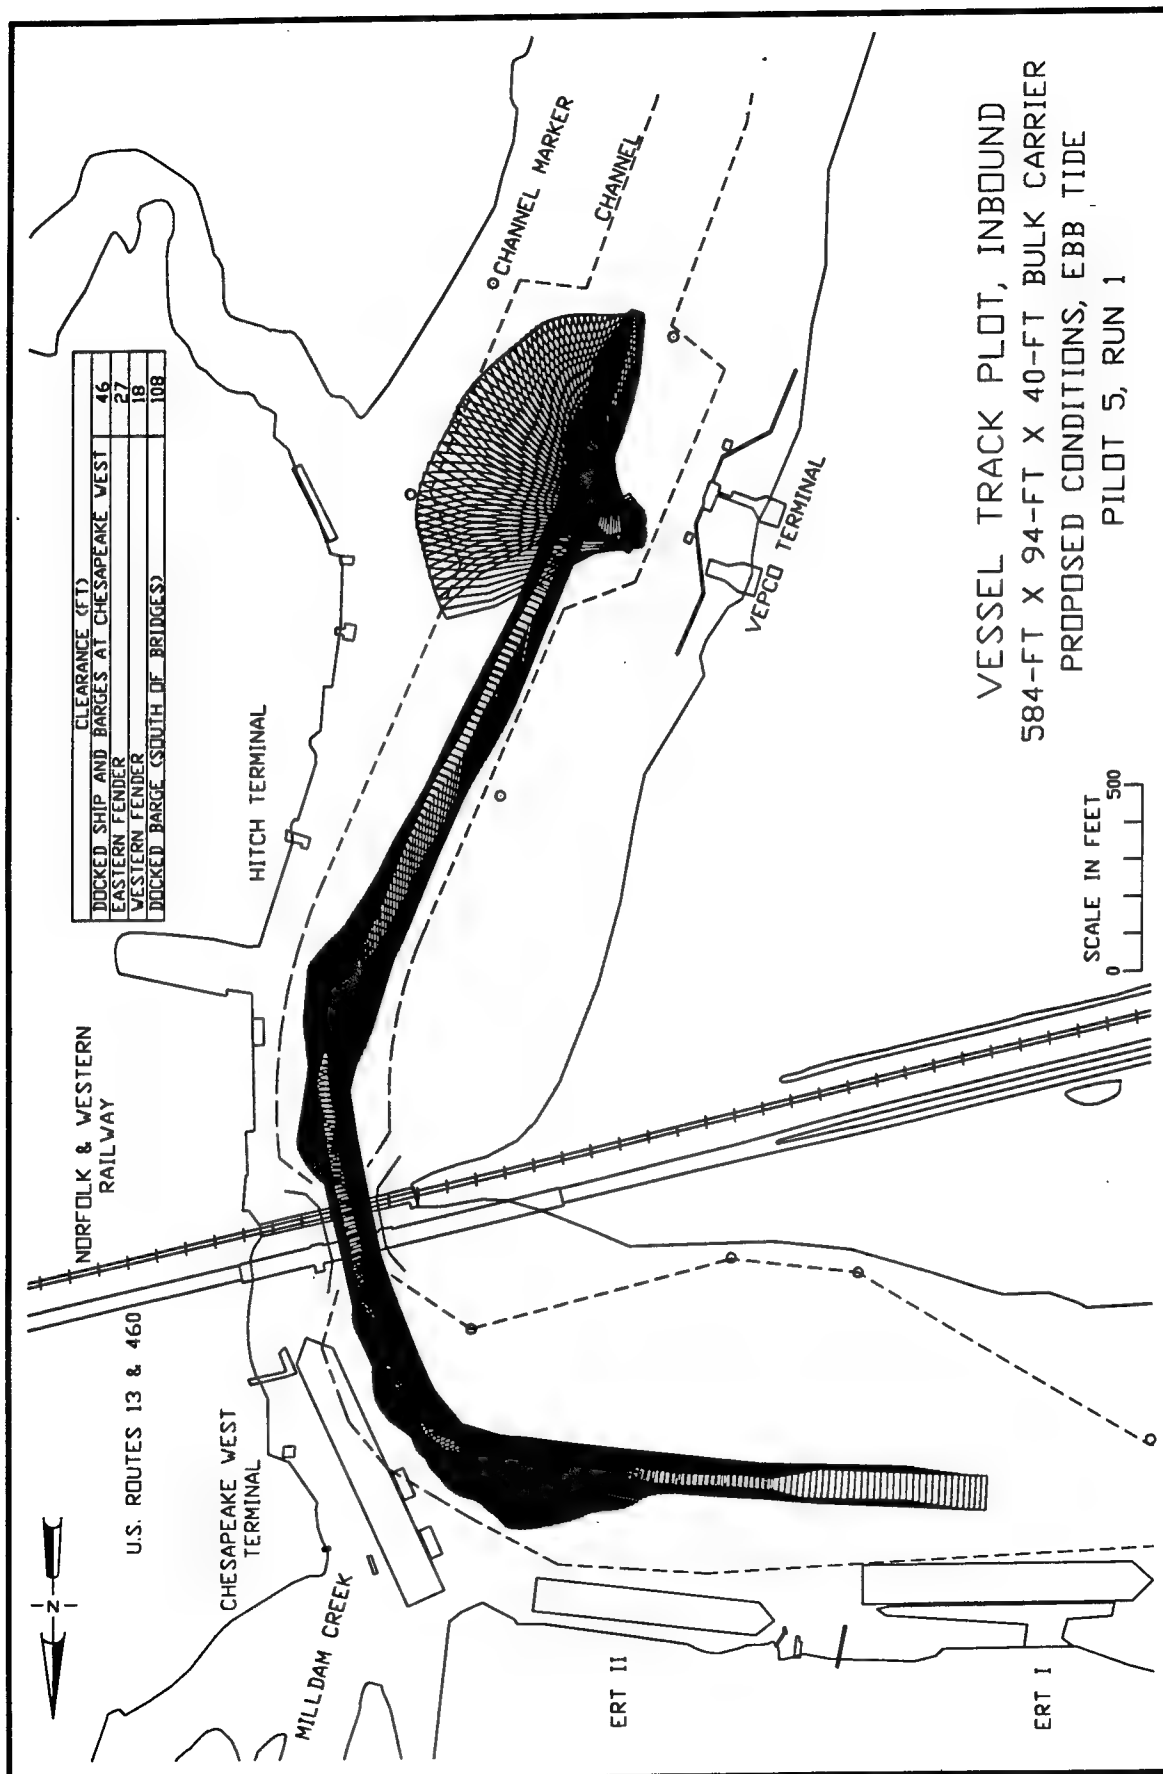 CLEARANCE (FT)
DOCKED SHIP AND BARGES AT CHESAPEAKE WEST 46
EASTERN FENDER 27
WESTERN FENDER 18
DOCKED BARGE (SOUTH OF BRIDGES) 108
NORFOLK & WESTERN
RAILWAY
HITCH TERMINAL
CHANNEL MARKER
CHANNEL
U.S. ROUTES 13 & 460
CHESAPEAKE WEST
TERMINAL
N
MILLDAM CREEK
VEPCO TERMINAL
ERT II
ERT I
SCALE IN FEET
0 500
VESSEL TRACK PLOT, INBOUND
584-FT X 94-FT X 40-FT BULK CARRIER
PROPOSED CONDITIONS, EBB TIDE
PILOT 5, RUN 1